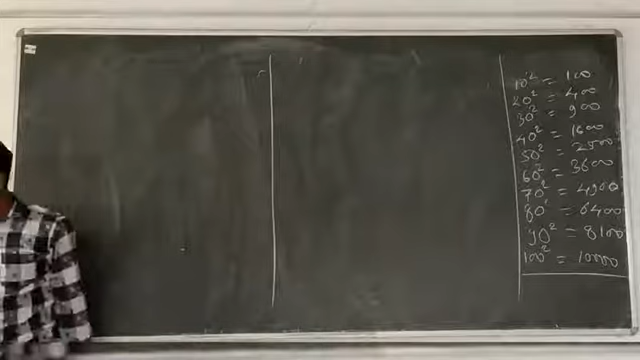 10² = 100
20² = 400
30² = 900
40² = 1600
50² = 2500
60² = 3600
70² = 4900
80² = 6400
90² = 8100
100² = 10000